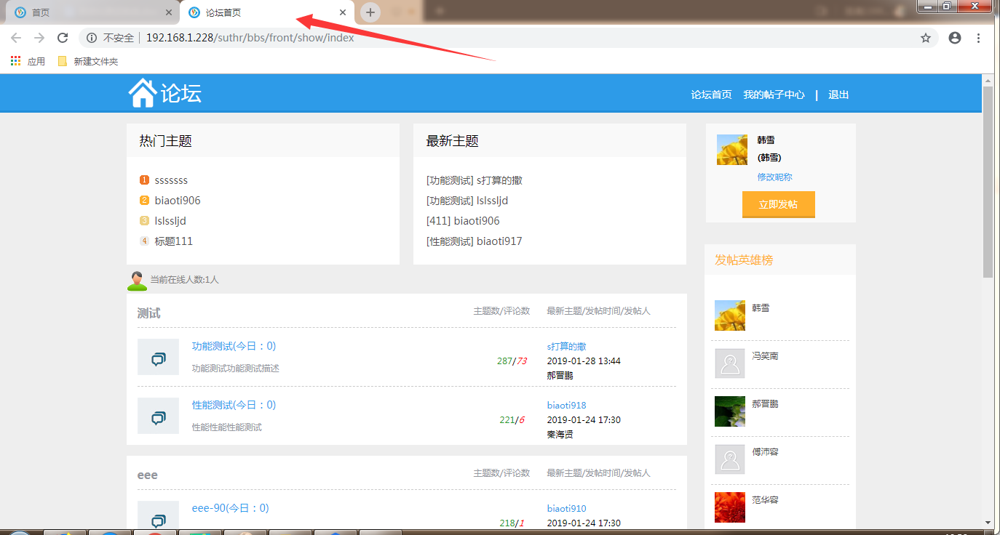 首页
论坛首页
不安全 192.168.1.228/suthr/bbs/front/show/index
应用 新建文件夹
论坛
论坛首页 我的帖子中心 | 退出
热门主题
1 sssssss
2 biaoti906
3 lslssljd
4 标题111
最新主题
[功能测试] s打算的撒
[功能测试] lslssljd
[411] biaoti906
[性能测试] biaoti917
韩雪
(韩雪)
修改昵称
立即发帖
当前在线人数:1人
测试 主题数/评论数 最新主题/发帖时间/发帖人
功能测试(今日：0)
功能测试功能测试描述
287/73
s打算的撒
2019-01-28 13:44
郝晋鹏
性能测试(今日：0)
性能性能性能测试
221/6
biaoti918
2019-01-24 17:30
秦海贤
eee 主题数/评论数 最新主题/发帖时间/发帖人
eee-90(今日：0)
218/1
biaoti910
2019-01-24 17:30
发帖英雄榜
韩雪
冯笑南
郝晋鹏
傅沛容
范华容